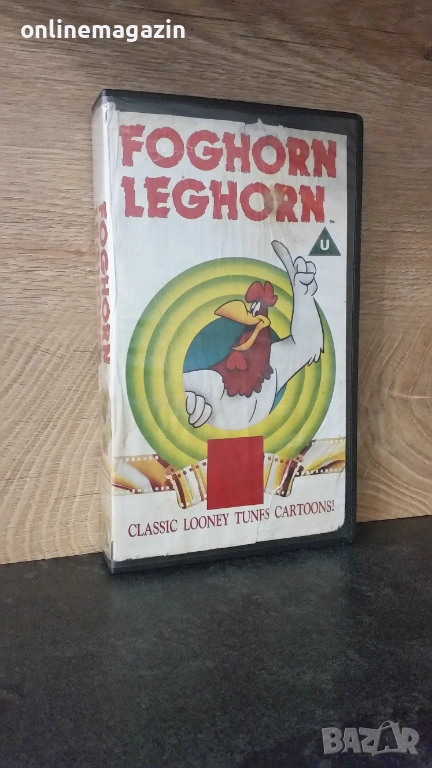 onlinemagazin
FOGHORN
LEGHORN
TM
U
FOGHORN
CLASSIC LOONEY TUNES CARTOONS!
BAZAR